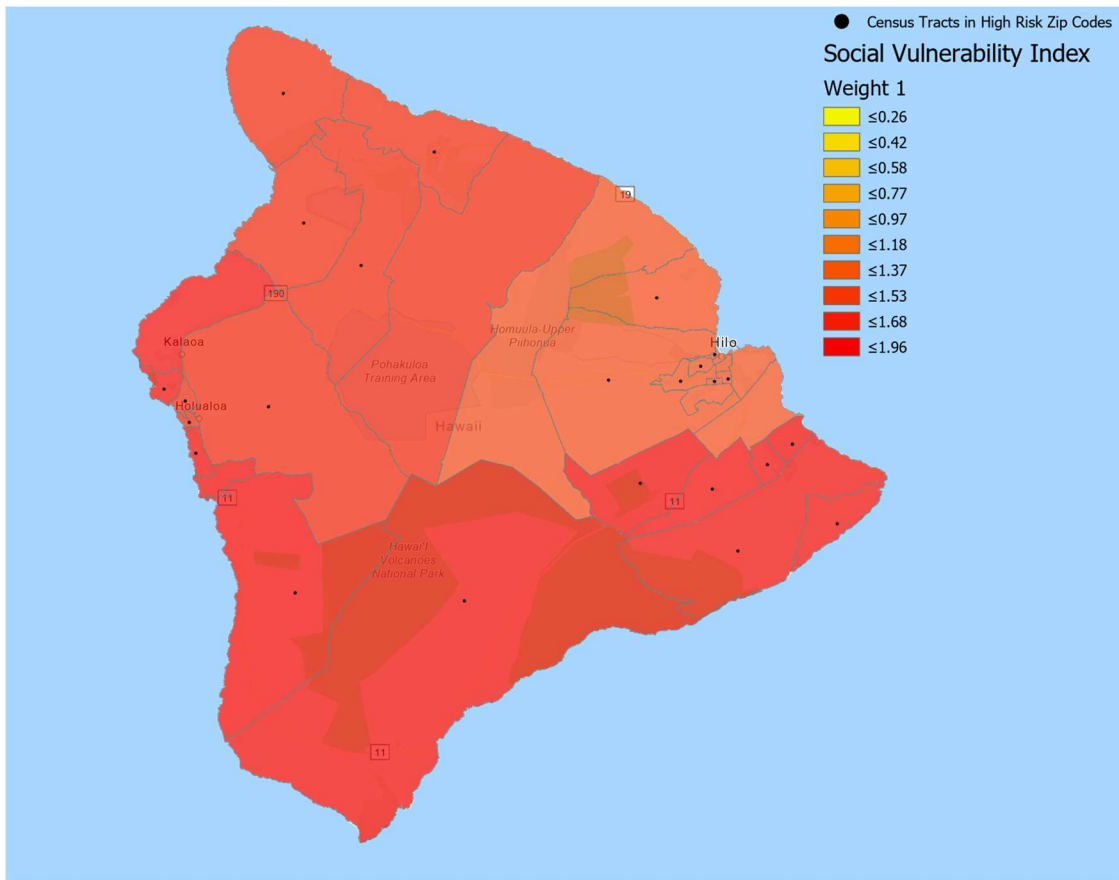 Census Tracts in High Risk Zip Codes
Social Vulnerability Index
Weight 1
≤0.26
≤0.42
≤0.58
≤0.77
≤0.97
≤1.18
≤1.37
≤1.53
≤1.68
≤1.96
19
190
Kalaoa
Homuula-Upper
Piihonua
Hilo
Pohakuloa
Training Area
Holualoa
Hawaii
11
11
Hawai'I
Volcanoes
National Park
11